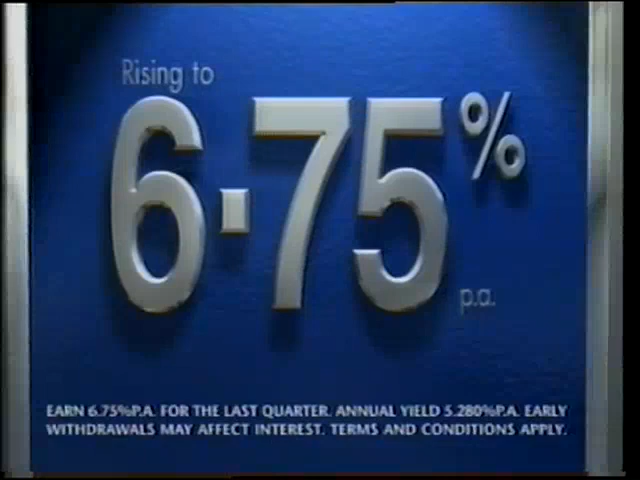 Rising to
6·75%
p.a.
EARN 6.75%P.A. FOR THE LAST QUARTER. ANNUAL YIELD 5.280%P.A. EARLY
WITHDRAWALS MAY AFFECT INTEREST. TERMS AND CONDITIONS APPLY.